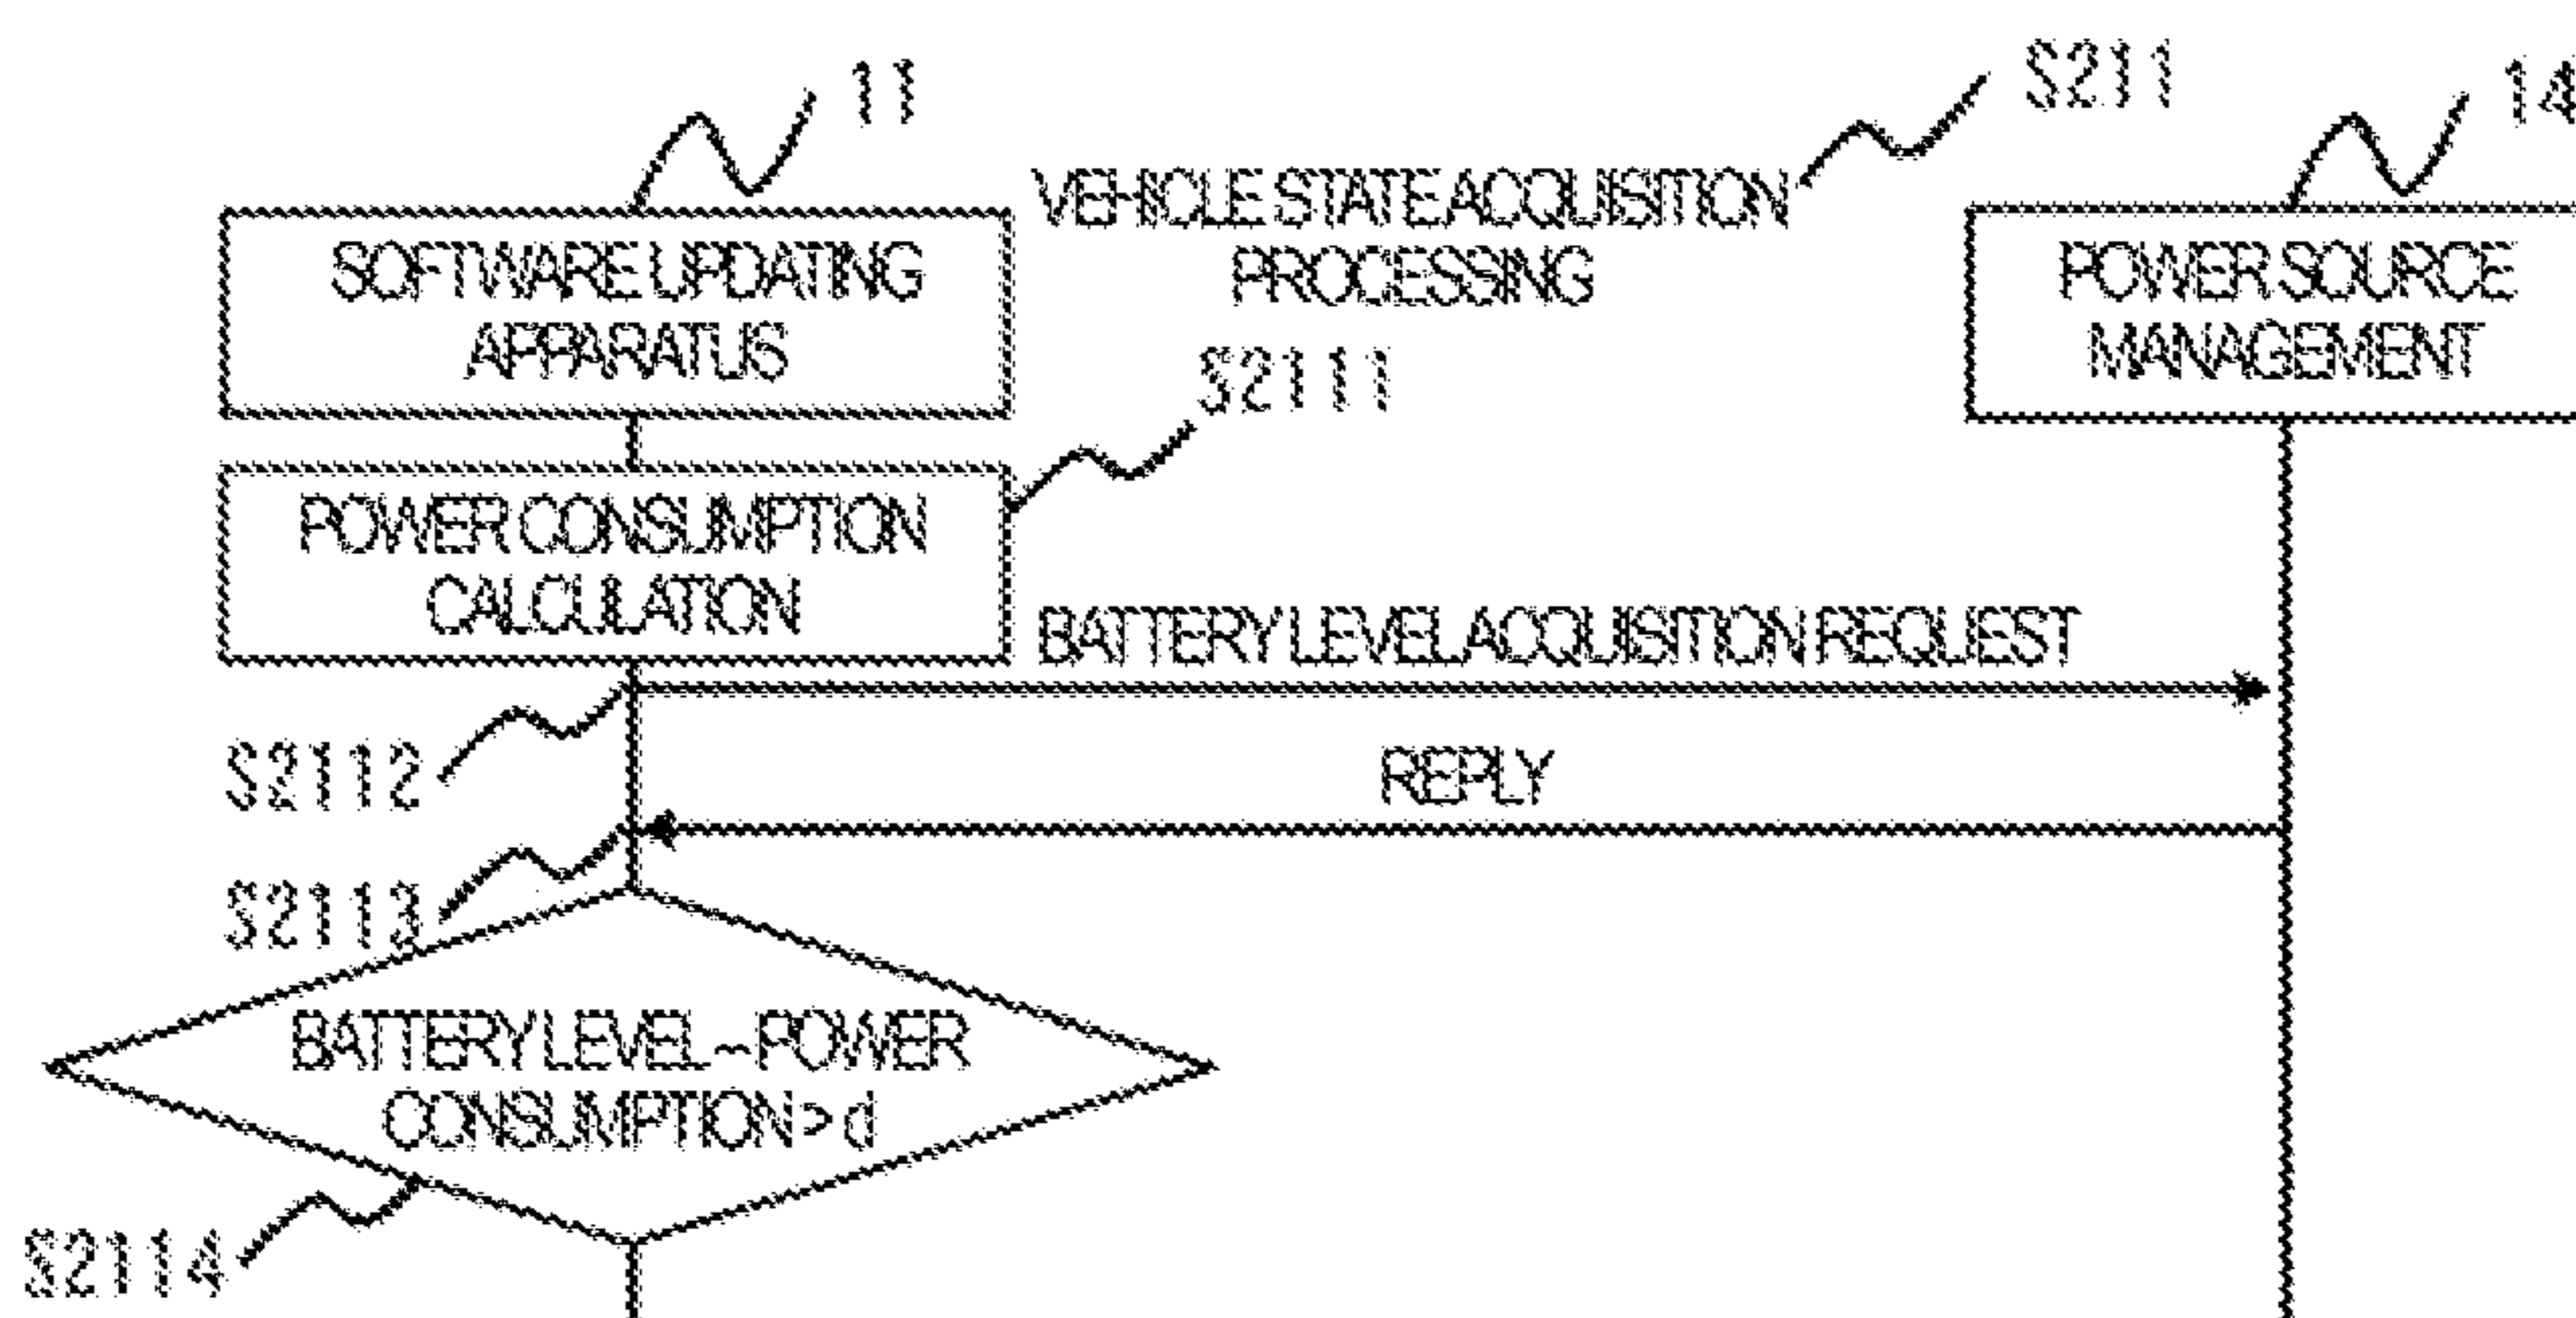 11
S211
14
VEHICLE STATE ACQUISITION
PROCESSING
SOFTWARE UPDATING
APPARATUS
POWER SOURCE
MANAGEMENT
S2111
POWER CONSUMPTION
CALCULATION
BATTERY LEVEL ACQUISITION REQUEST
S2112
REPLY
S2113
BATTERY LEVEL - POWER
CONSUMPTION > d
S2114